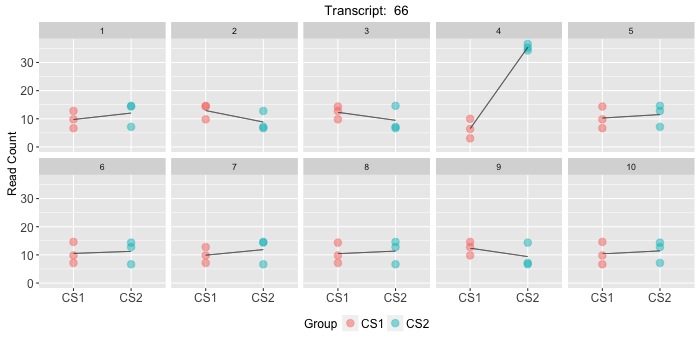 Transcript: 66
1 2 3 4 5
30
20
10
0
Read Count
6 7 8 9 10
30
20
10
0
CS1 CS2 CS1 CS2 CS1 CS2 CS1 CS2 CS1 CS2
Group CS1 CS2